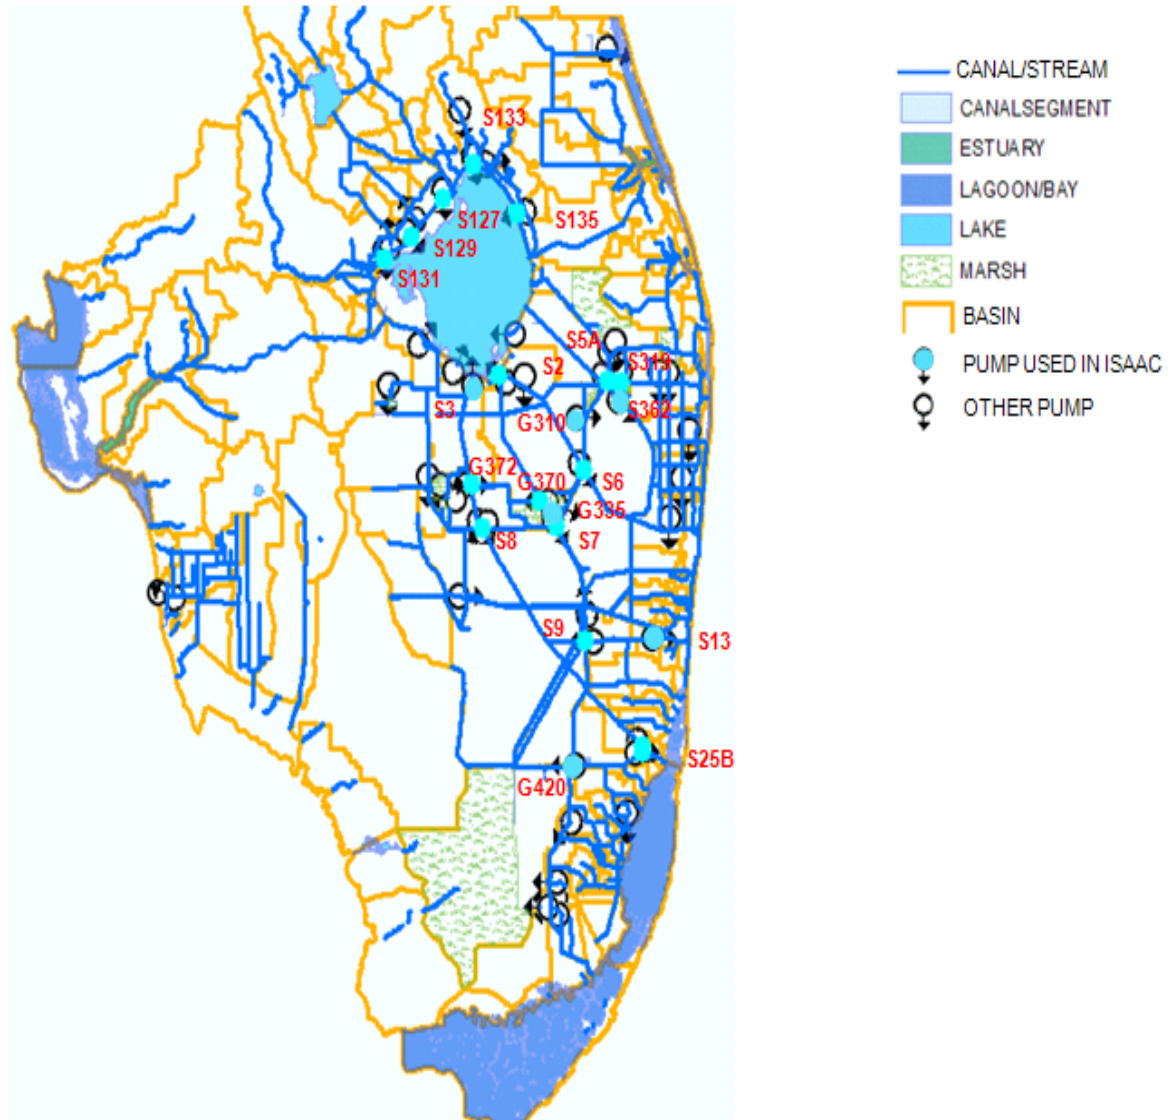 CANAL/STREAM
CANALSEGMENT
ESTUARY
LAGOON/BAY
LAKE
MARSH
BASIN
PUMP USED IN ISAAC
OTHER PUMP
S133
S127
S135
S129
S131
S5A
S319
S2
S3
S362
G310
G372
G370
S6
G335
S8
S7
S9
S13
S25B
G420